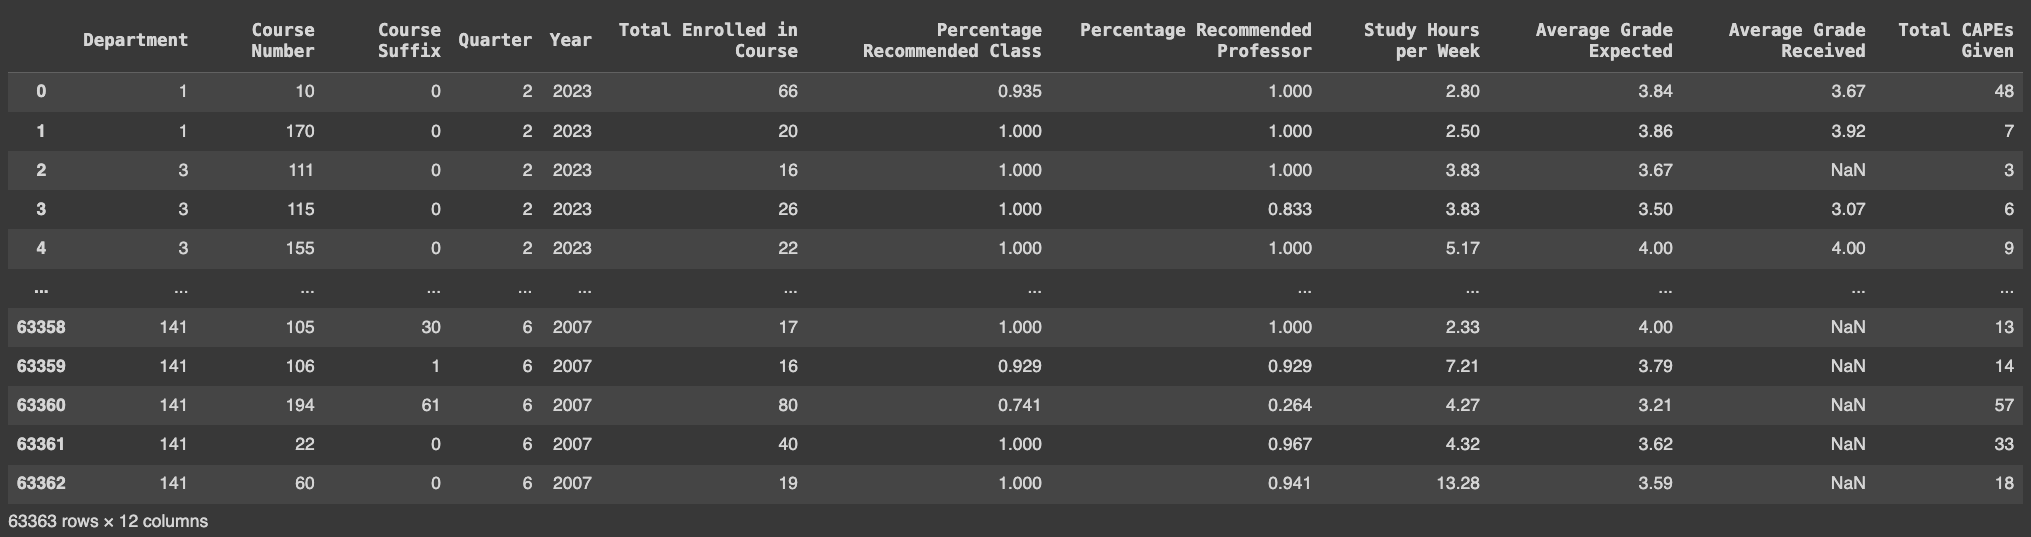 Department Course Number Course Suffix Quarter Year Total Enrolled in Course Percentage Recommended Class Percentage Recommended Professor Study Hours per Week Average Grade Expected Average Grade Received Total CAPEs Given
0 1 10 0 2 2023 66 0.935 1.000 2.80 3.84 3.67 48
1 1 170 0 2 2023 20 1.000 1.000 2.50 3.86 3.92 7
2 3 111 0 2 2023 16 1.000 1.000 3.83 3.67 NaN 3
3 3 115 0 2 2023 26 1.000 0.833 3.83 3.50 3.07 6
4 3 155 0 2 2023 22 1.000 1.000 5.17 4.00 4.00 9
... ... ... ... ... ... ... ... ... ... ... ... ...
63358 141 105 30 6 2007 17 1.000 1.000 2.33 4.00 NaN 13
63359 141 106 1 6 2007 16 0.929 0.929 7.21 3.79 NaN 14
63360 141 194 61 6 2007 80 0.741 0.264 4.27 3.21 NaN 57
63361 141 22 0 6 2007 40 1.000 0.967 4.32 3.62 NaN 33
63362 141 60 0 6 2007 19 1.000 0.941 13.28 3.59 NaN 18
63363 rows × 12 columns